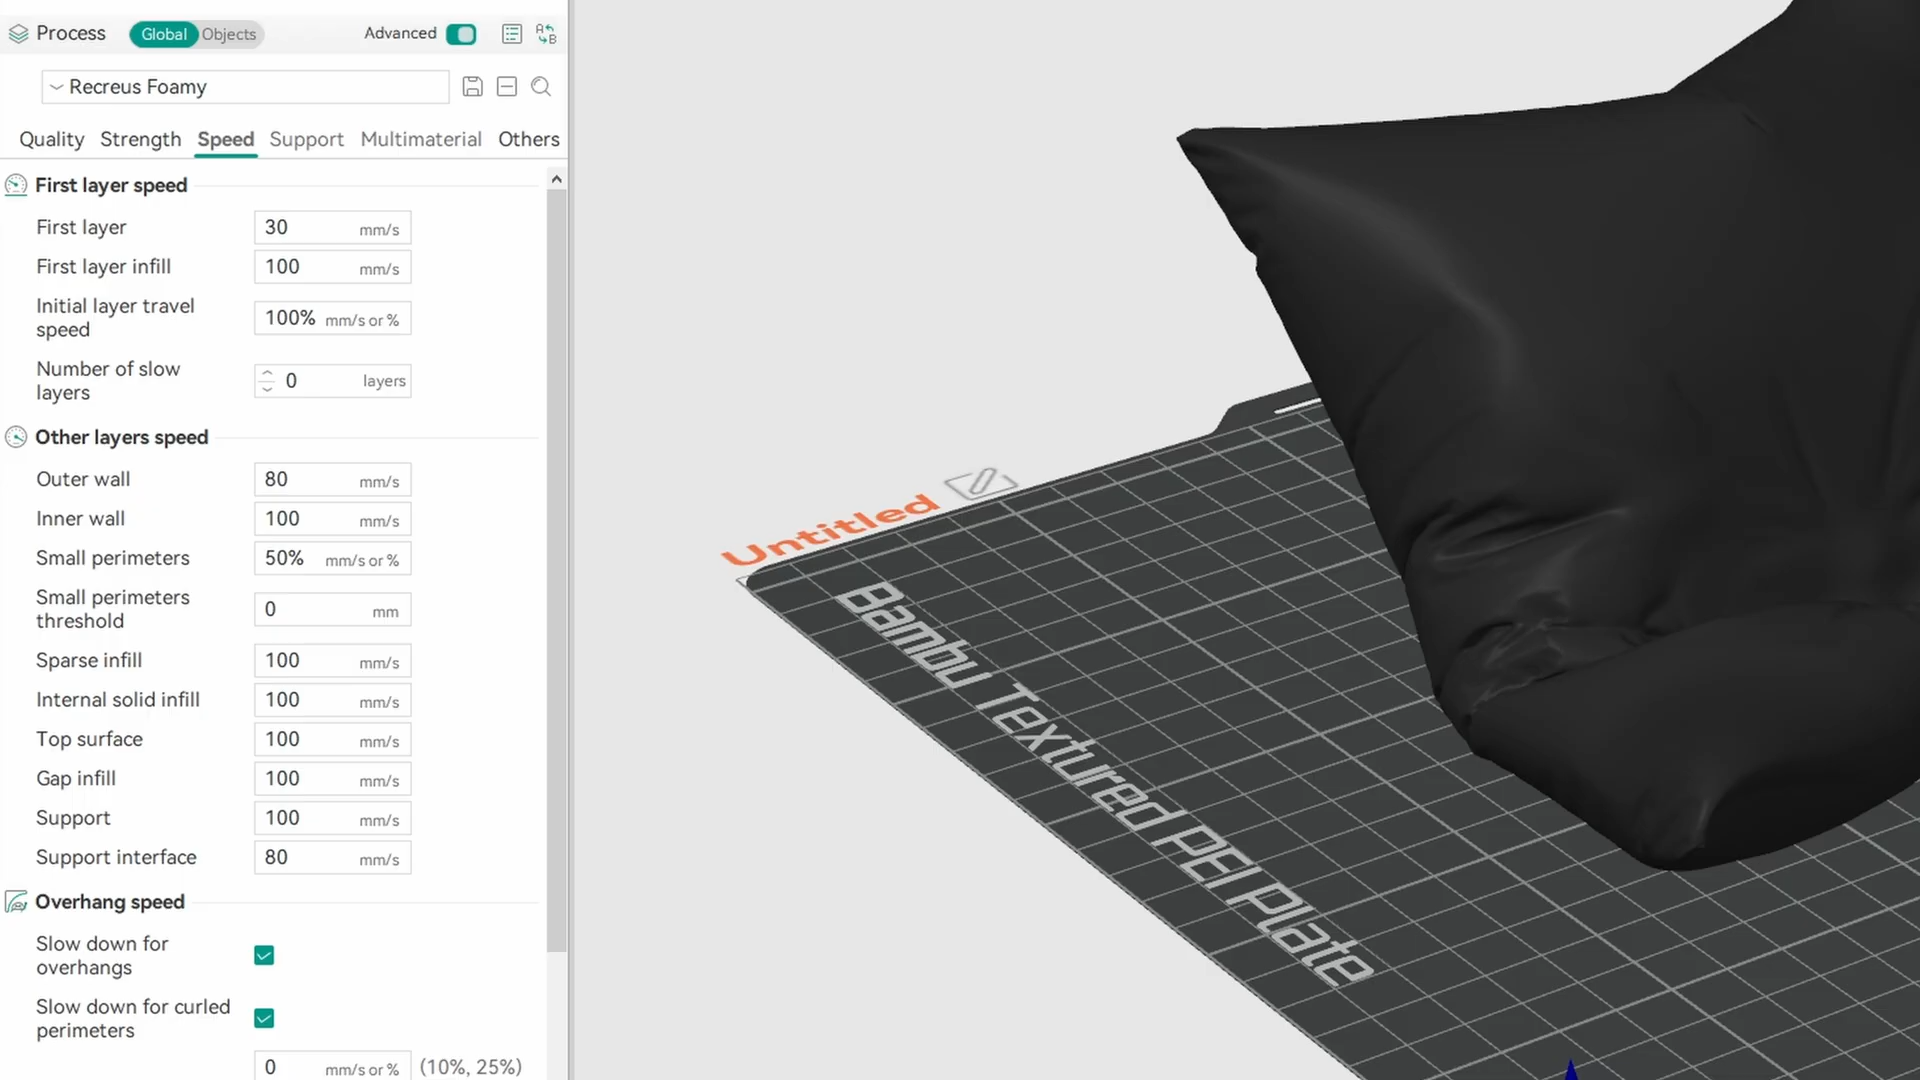 Process Global Objects Advanced
Recreus Foamy
Quality Strength Speed Support Multimaterial Others
First layer speed
First layer 30 mm/s
First layer infill 100 mm/s
Initial layer travel
speed 100% mm/s or %
Number of slow
layers 0 layers
Other layers speed
Outer wall 80 mm/s
Inner wall 100 mm/s
Small perimeters 50% mm/s or %
Small perimeters
threshold 0 mm
Sparse infill 100 mm/s
Internal solid infill 100 mm/s
Top surface 100 mm/s
Gap infill 100 mm/s
Support 100 mm/s
Support interface 80 mm/s
Overhang speed
Slow down for
overhangs
Slow down for curled
perimeters
0 mm/s or % (10%, 25%)
Untitled
Bambu Textured PEI Plate